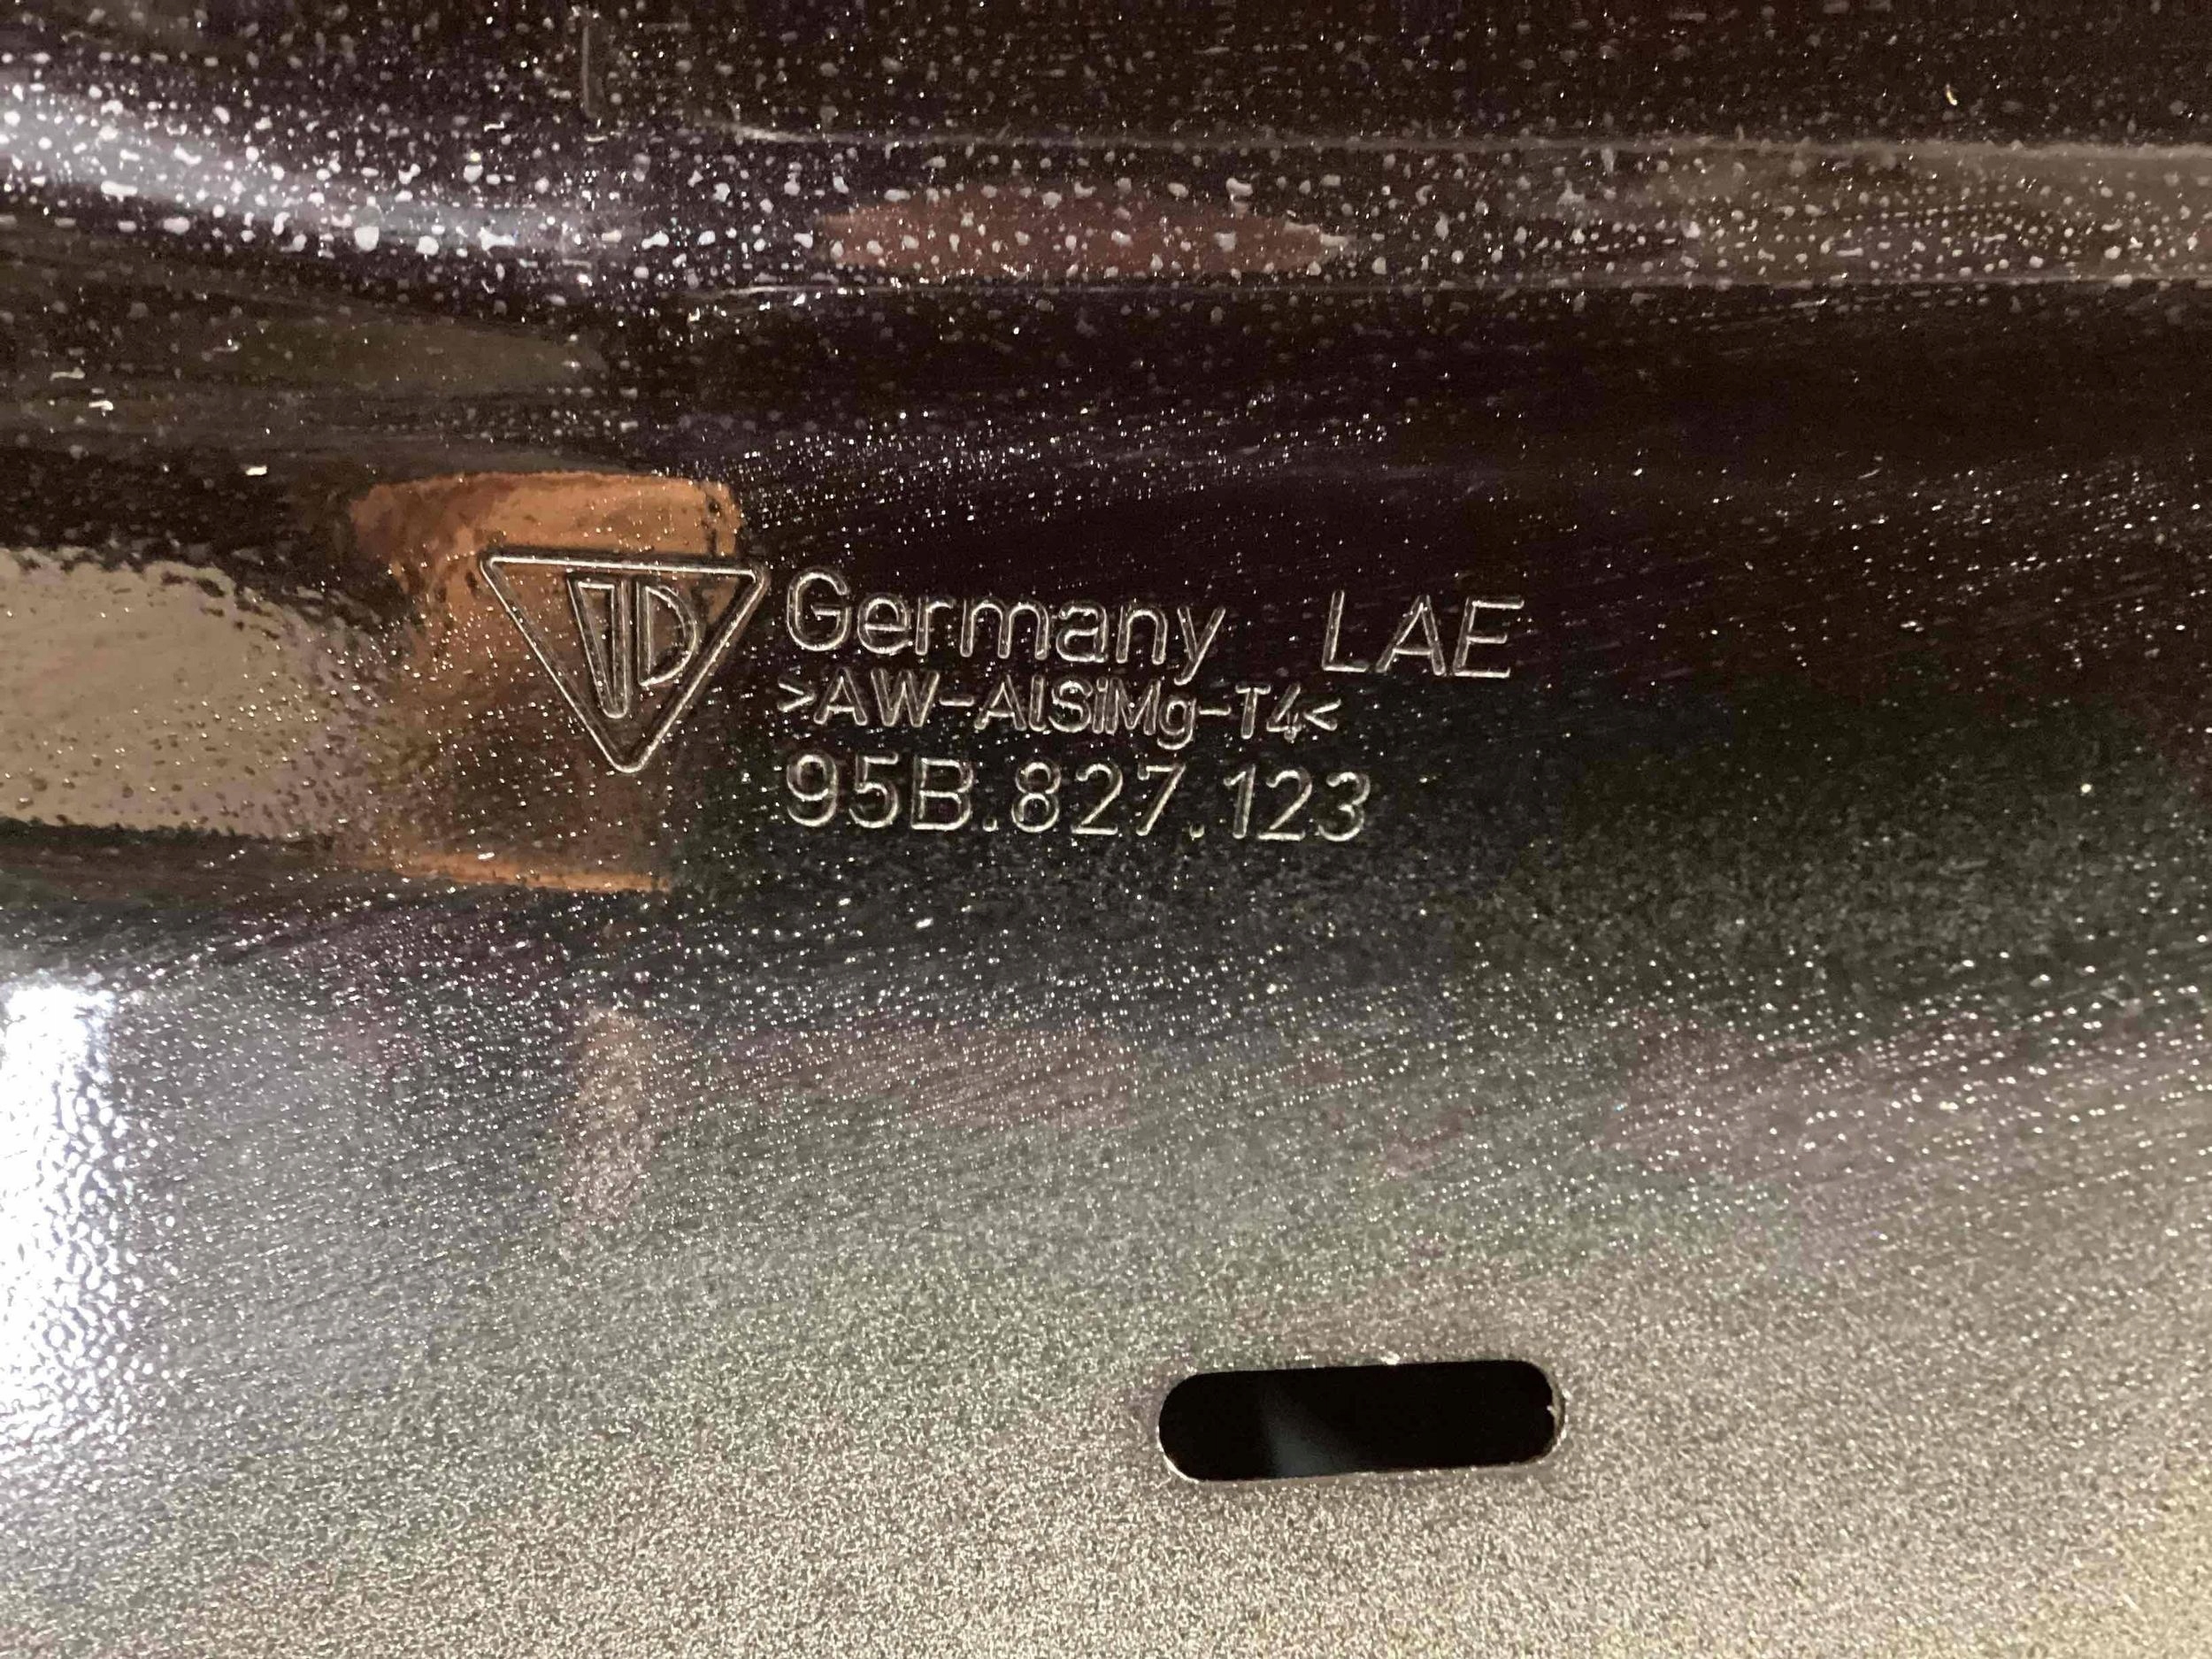 Germany LAE
>AW-AlSiMg-T4<
95B.827.123